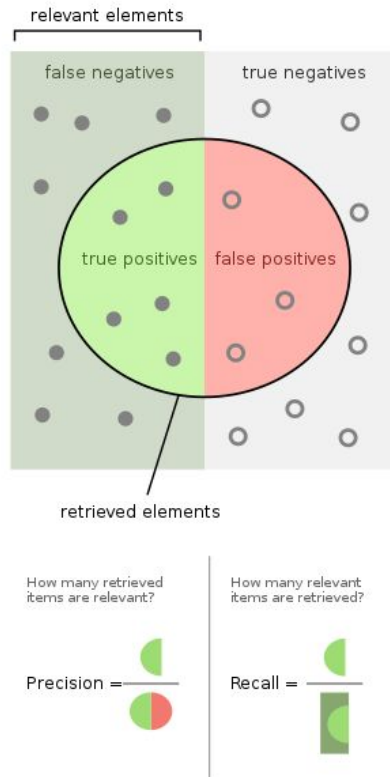 relevant elements
false negatives
true negatives
true positives
false positives
retrieved elements
How many retrieved
items are relevant?
Precision =
How many relevant
items are retrieved?
Recall =